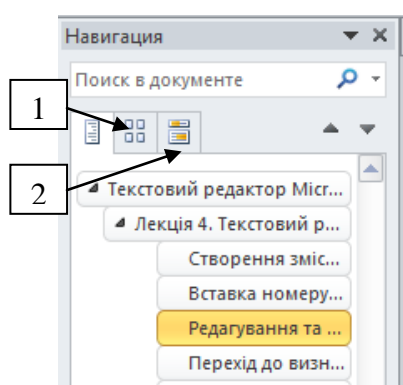 Навигация
Поиск в документе
1
2
Текстовий редактор Micr...
Лекція 4. Текстовий р...
Створення зміс...
Вставка номеру...
Редагування та ...
Перехід до визн...